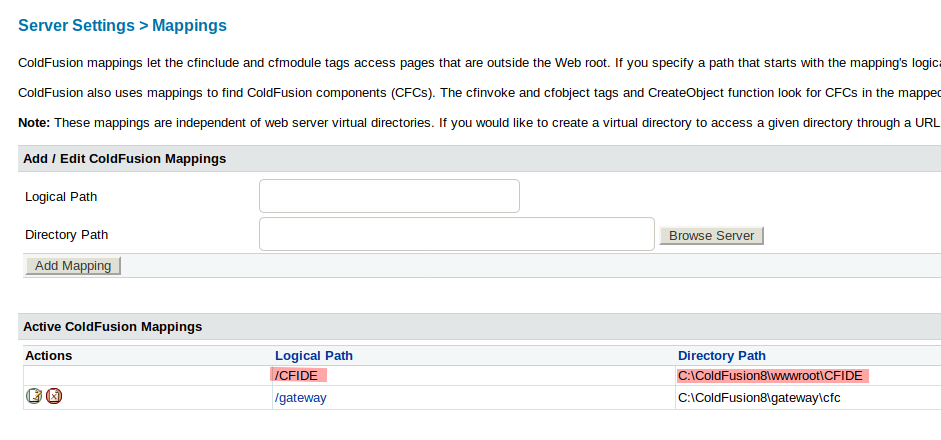 Server Settings > Mappings
ColdFusion mappings let the cfinclude and cfmodule tags access pages that are outside the Web root. If you specify a path that starts with the mapping's logic
ColdFusion also uses mappings to find ColdFusion components (CFCs). The cfinvoke and cfobject tags and CreateObject function look for CFCs in the mapped
Note: These mappings are independent of web server virtual directories. If you would like to create a virtual directory to access a given directory through a URL
Add / Edit ColdFusion Mappings
Logical Path
Directory Path Browse Server
Add Mapping
Active ColdFusion Mappings
Actions Logical Path Directory Path
/CFIDE C:\ColdFusion8\wwwroot\CFIDE
/gateway C:\ColdFusion8\gateway\cfc